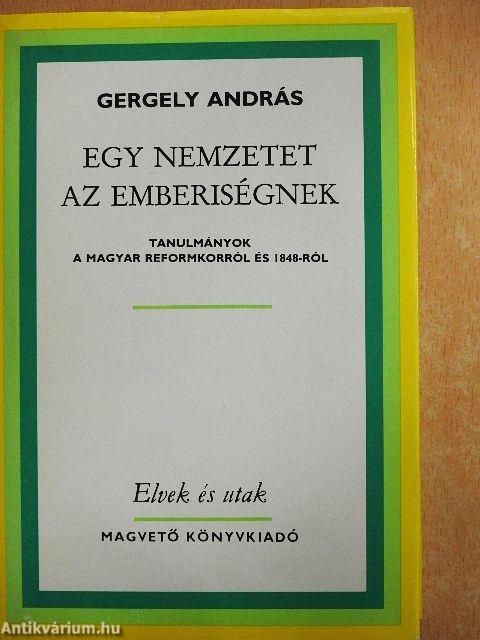 GERGELY ANDRÁS
EGY NEMZETET
AZ EMBERISÉGNEK
TANULMÁNYOK
A MAGYAR REFORMKORRÓL ÉS 1848-RÓL
Elvek és utak
MAGVETŐ KÖNYVKIADÓ
Antikvárium.hu